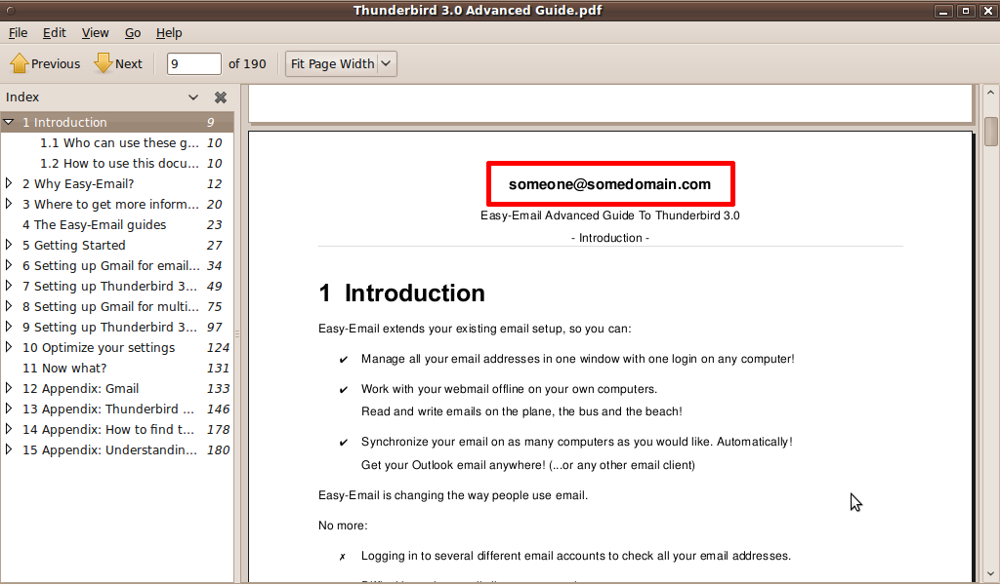 Thunderbird 3.0 Advanced Guide.pdf
File Edit View Go Help
Previous Next 9 of 190 Fit Page Width
Index
1 Introduction 9
1.1 Who can use these g... 10
1.2 How to use this docu... 10
2 Why Easy-Email? 12
3 Where to get more inform... 20
4 The Easy-Email guides 23
5 Getting Started 27
6 Setting up Gmail for email... 34
7 Setting up Thunderbird 3... 49
8 Setting up Gmail for multi... 75
9 Setting up Thunderbird 3... 97
10 Optimize your settings 124
11 Now what? 131
12 Appendix: Gmail 133
13 Appendix: Thunderbird ... 146
14 Appendix: How to find t... 178
15 Appendix: Understandin... 180
someone@somedomain.com
Easy-Email Advanced Guide To Thunderbird 3.0
- Introduction -
1 Introduction
Easy-Email extends your existing email setup, so you can:
✔ Manage all your email addresses in one window with one login on any computer!
✔ Work with your webmail offline on your own computers.
Read and write emails on the plane, the bus and the beach!
✔ Synchronize your email on as many computers as you would like. Automatically!
Get your Outlook email anywhere! (...or any other email client)
Easy-Email is changing the way people use email.
No more:
✗ Logging in to several different email accounts to check all your email addresses.